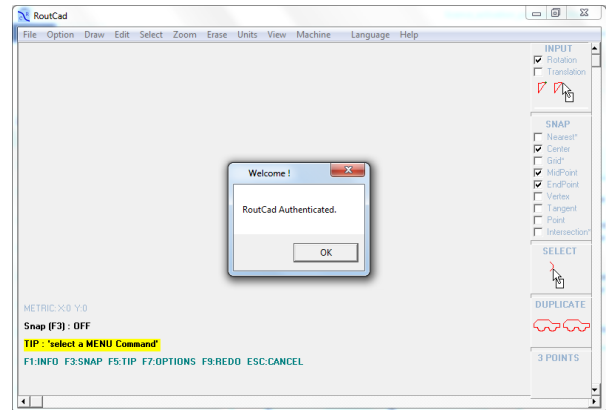 RoutCad
File Option Draw Edit Select Zoom Erase Units View Machine Language Help
INPUT
Rotation
Translation
SNAP
Nearest*
Center
Grid*
MidPoint
EndPoint
Vertex
Tangent
Point
Intersection*
SELECT
DUPLICATE
3 POINTS
Welcome !
RoutCad Authenticated.
OK
METRIC: X:0 Y:0
Snap (F3) : OFF
TIP : 'select a MENU Command'
F1:INFO F3:SNAP F5:TIP F7:OPTIONS F9:REDO ESC:CANCEL